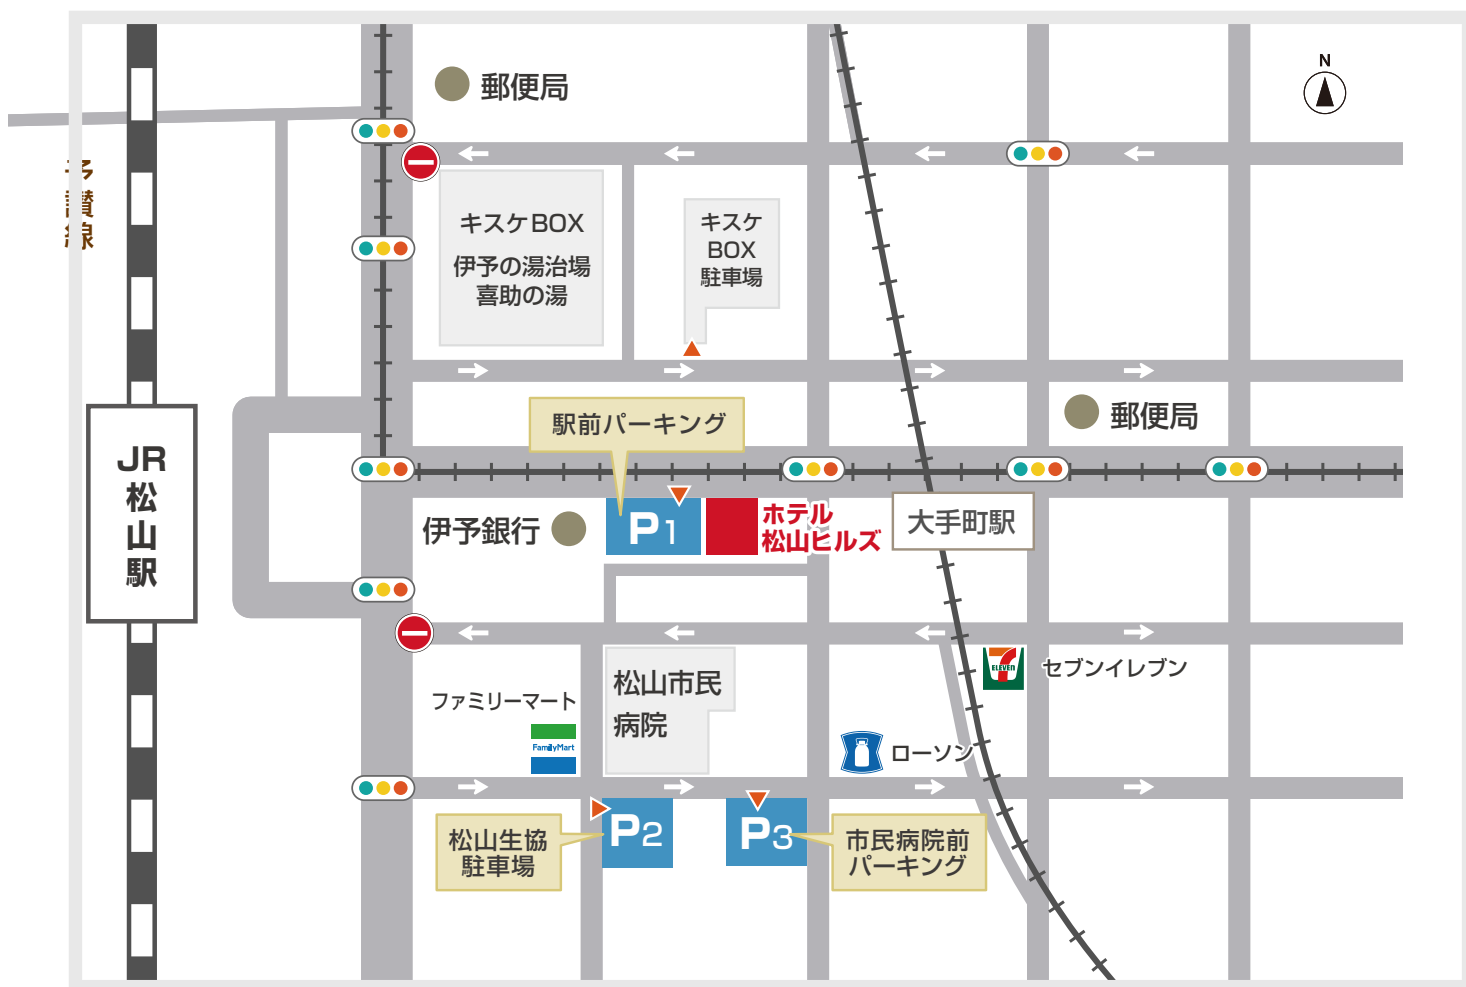 N
郵便局
予讃線
キスケBOX
伊予の湯治場
喜助の湯
キスケ
BOX
駐車場
駅前パーキング
郵便局
JR
松山駅
伊予銀行
P1
ホテル
松山ヒルズ
大手町駅
松山市民
病院
ファミリーマート
FamilyMart
ELEVEN
セブンイレブン
ローソン
松山生協
駐車場
P2
P3
市民病院前
パーキング